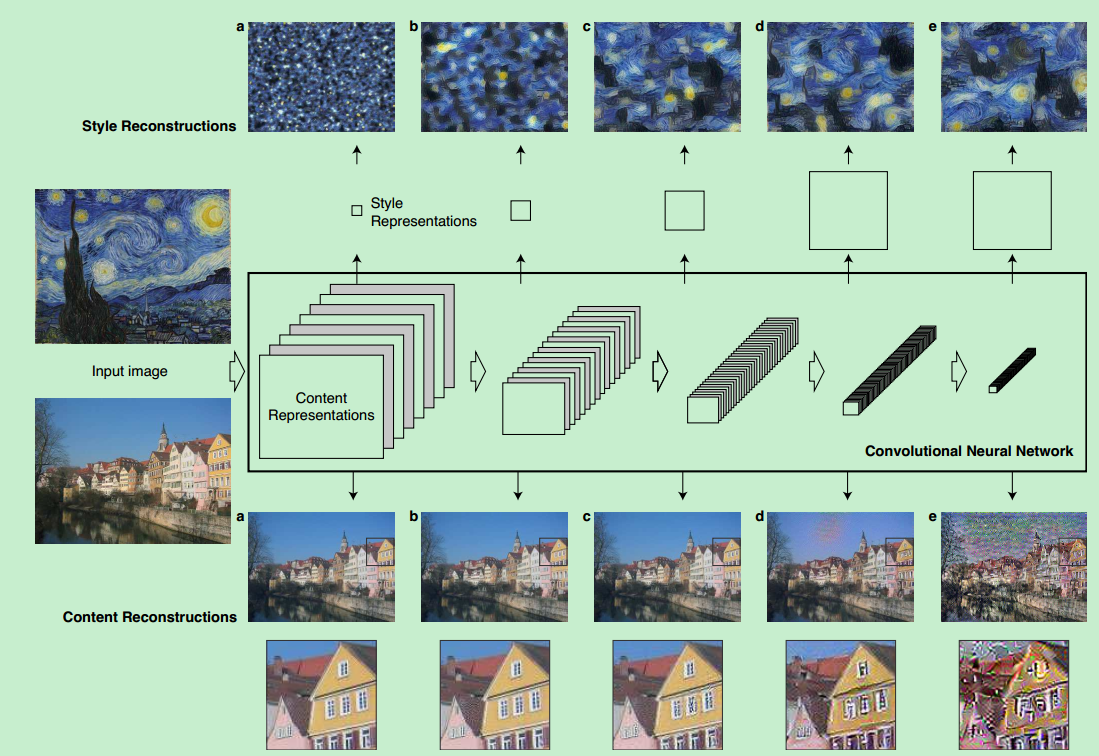 a
b
c
d
e
Style Reconstructions
Style
Representations
Input image
Content
Representations
Convolutional Neural Network
a
b
c
d
e
Content Reconstructions